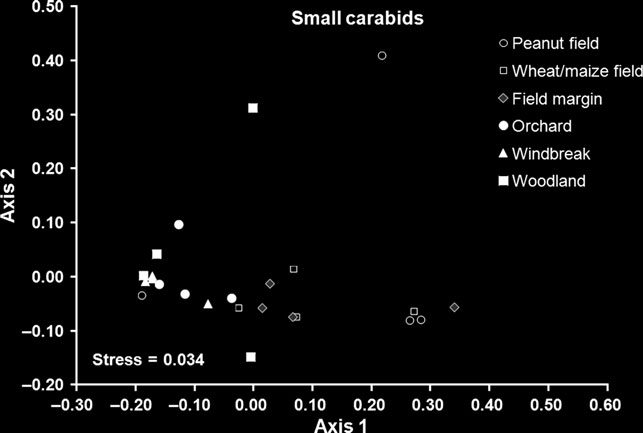 Small carabids
0.50
0.40
0.30
0.20
0.10
0.00
–0.10
–0.20
Axis 2
Peanut field
Wheat/maize field
Field margin
Orchard
Windbreak
Woodland
Stress = 0.034
–0.30 –0.20 –0.10 0.00 0.10 0.20 0.30 0.40 0.50 0.60
Axis 1